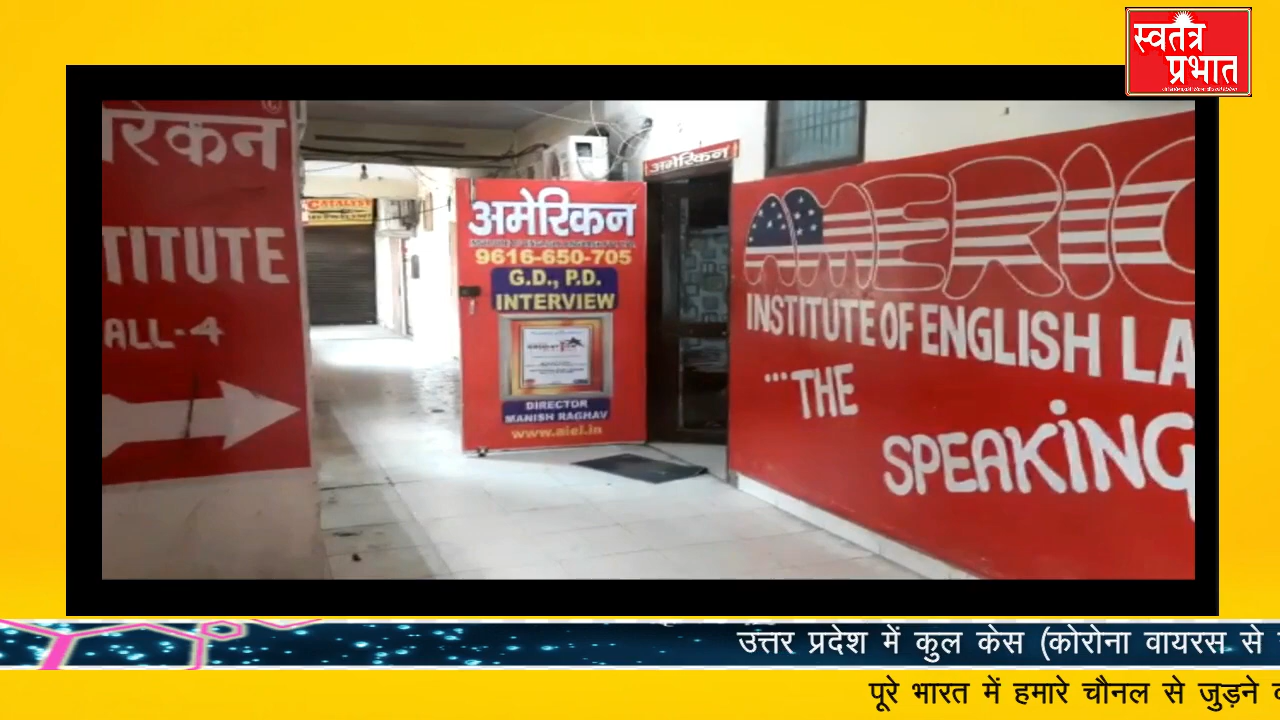 स्वतंत्र
प्रभात
मेरिकन
TITUTE
ALL-4
CATALYST
अमेरिकन
9616-650-705
G.D., P.D.
INTERVIEW
DIRECTOR
MANISH RAGHAV
www.aiel.in
अमेरिकन
AMERIC
INSTITUTE OF ENGLISH LA
...THE
SPEAKING
उत्तर प्रदेश में कुल केस (कोरोना वायरस से
पूरे भारत में हमारे चौनल से जुड़ने